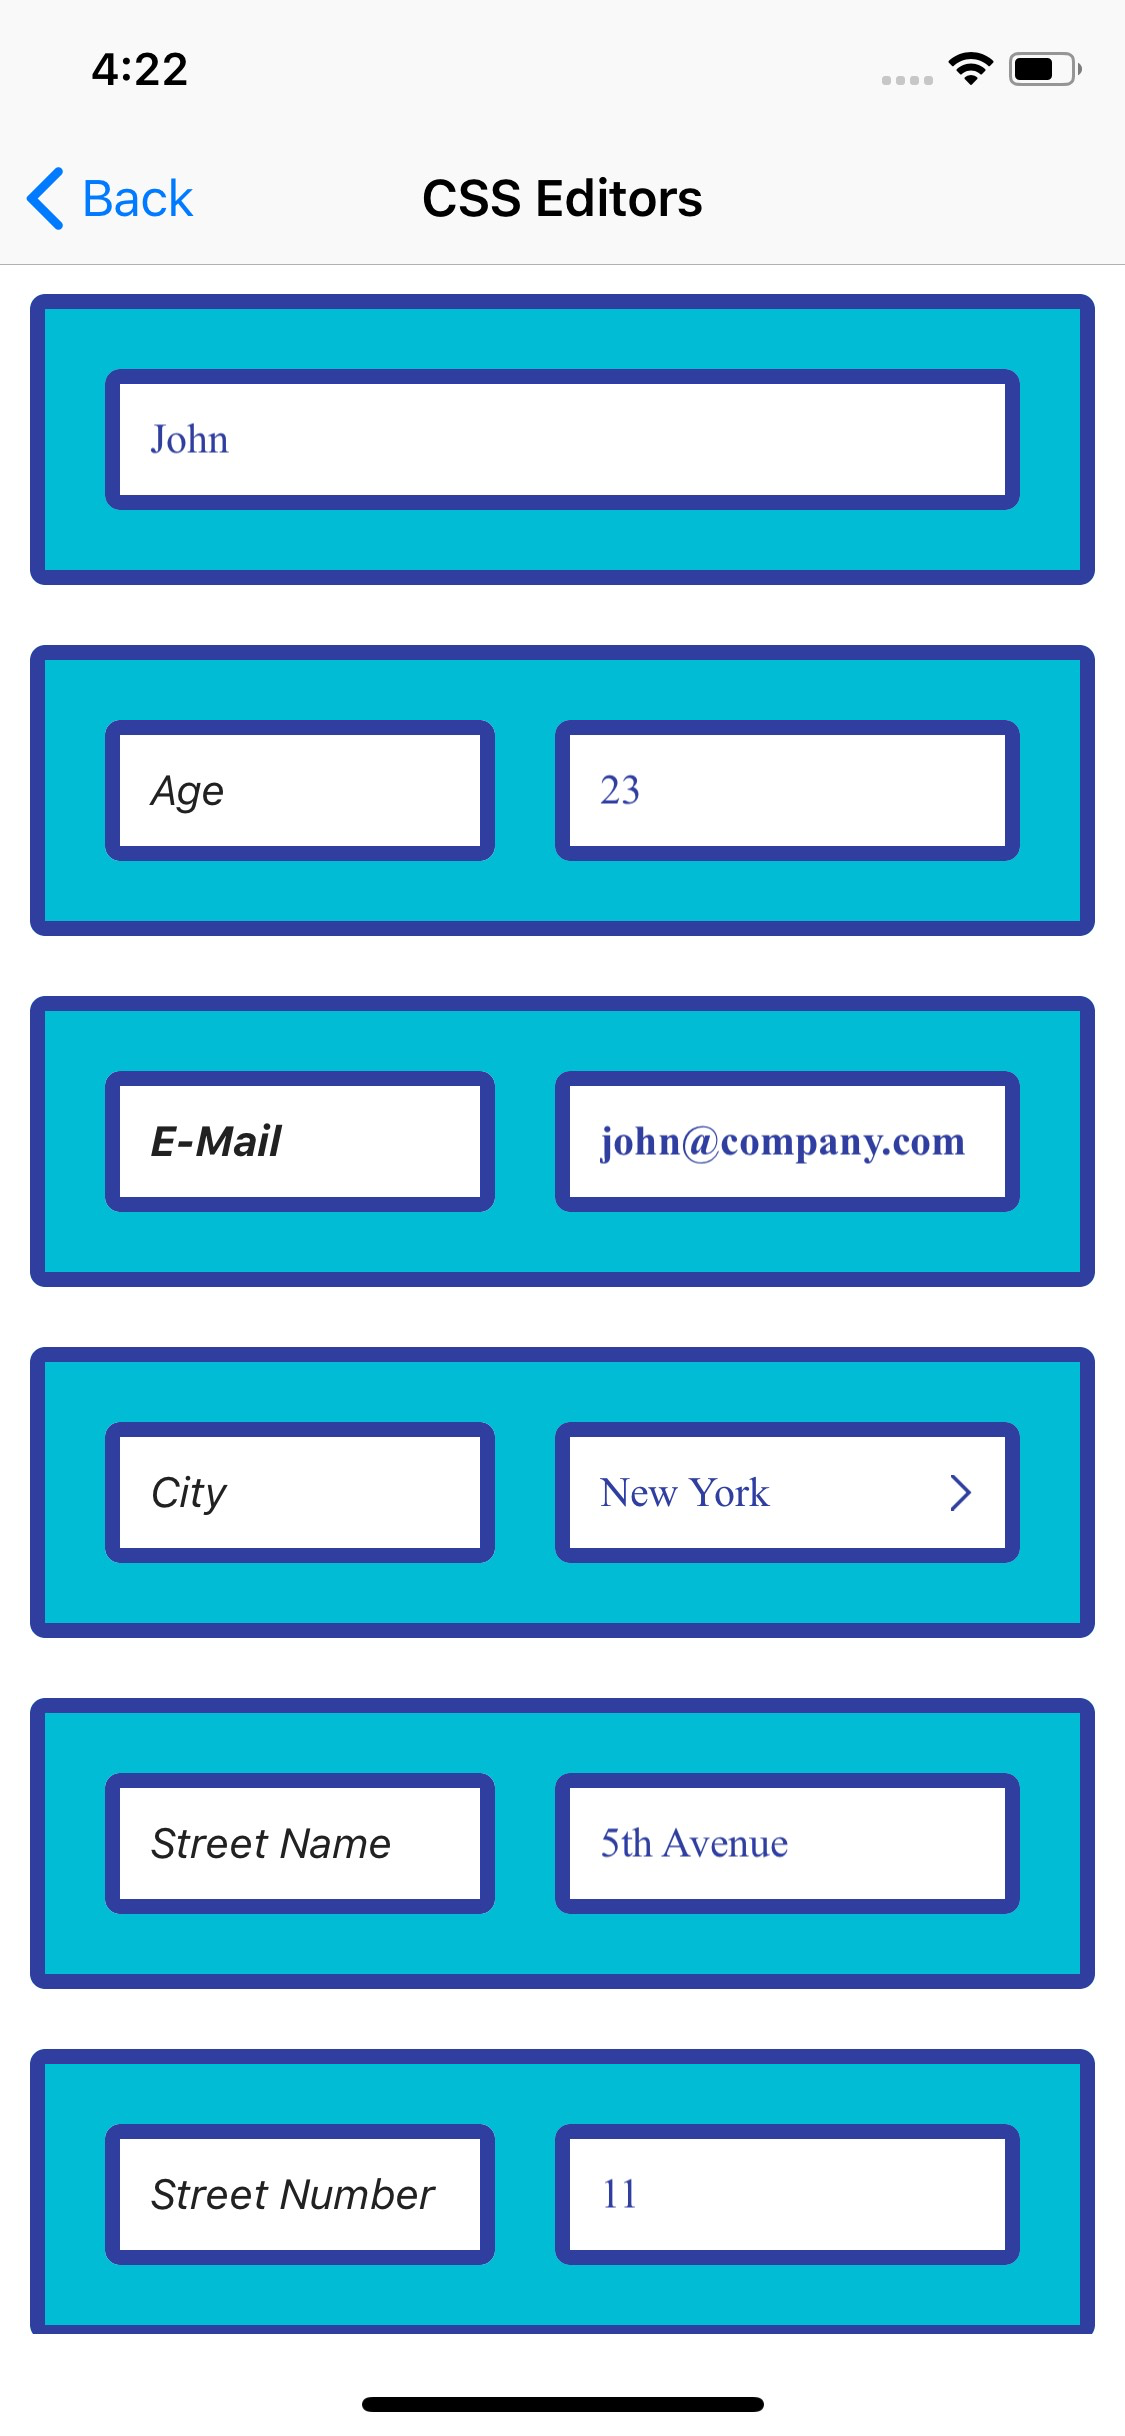 4:22
Back CSS Editors
John
Age 23
E-Mail john@company.com
City New York
Street Name 5th Avenue
Street Number 11